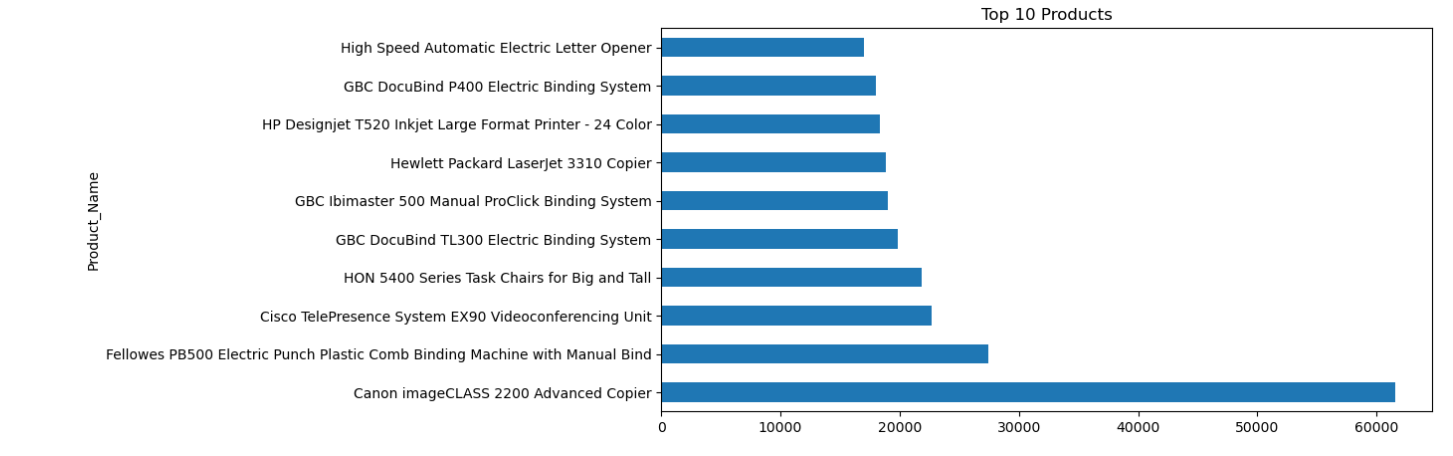 Top 10 Products
High Speed Automatic Electric Letter Opener
GBC DocuBind P400 Electric Binding System
HP Designjet T520 Inkjet Large Format Printer - 24 Color
Hewlett Packard LaserJet 3310 Copier
GBC Ibimaster 500 Manual ProClick Binding System
GBC DocuBind TL300 Electric Binding System
HON 5400 Series Task Chairs for Big and Tall
Cisco TelePresence System EX90 Videoconferencing Unit
Fellowes PB500 Electric Punch Plastic Comb Binding Machine with Manual Bind
Canon imageCLASS 2200 Advanced Copier
Product_Name
0 10000 20000 30000 40000 50000 60000